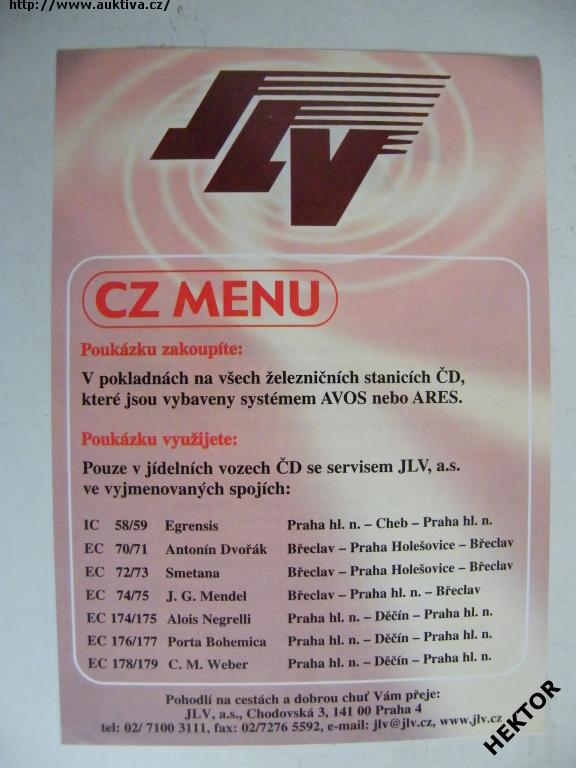 http://www.auktiva.cz/
JLV
CZ MENU
Poukázku zakoupíte:
V pokladnách na všech železničních stanicích ČD,
které jsou vybaveny systémem AVOS nebo ARES.
Poukázku využijete:
Pouze v jídelních vozech ČD se servisem JLV, a.s.
ve vyjmenovaných spojích:
IC 58/59 Egrensis Praha hl. n. – Cheb – Praha hl. n.
EC 70/71 Antonín Dvořák Břeclav – Praha Holešovice – Břeclav
EC 72/73 Smetana Břeclav – Praha Holešovice – Břeclav
EC 74/75 J. G. Mendel Břeclav – Praha hl. n. – Břeclav
EC 174/175 Alois Negrelli Praha hl. n. – Děčín – Praha hl. n.
EC 176/177 Porta Bohemica Praha hl. n. – Děčín – Praha hl. n.
EC 178/179 C. M. Weber Praha hl. n. – Děčín – Praha hl. n.
Pohodlí na cestách a dobrou chuť Vám přeje:
JLV, a.s., Chodovská 3, 141 00 Praha 4
tel: 02/ 7100 3111, fax: 02/7276 5592, e-mail: jlv@jlv.cz, www.jlv.cz
HEKTOR